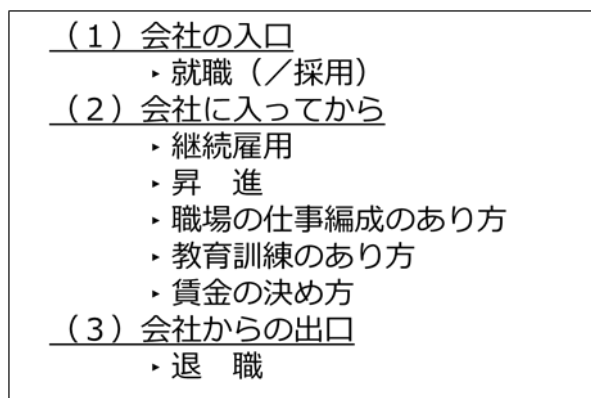 （１）会社の入口
‣ 就職（／採用）
（２）会社に入ってから
‣ 継続雇用
‣ 昇　進
‣ 職場の仕事編成のあり方
‣ 教育訓練のあり方
‣ 賃金の決め方
（３）会社からの出口
‣ 退　職